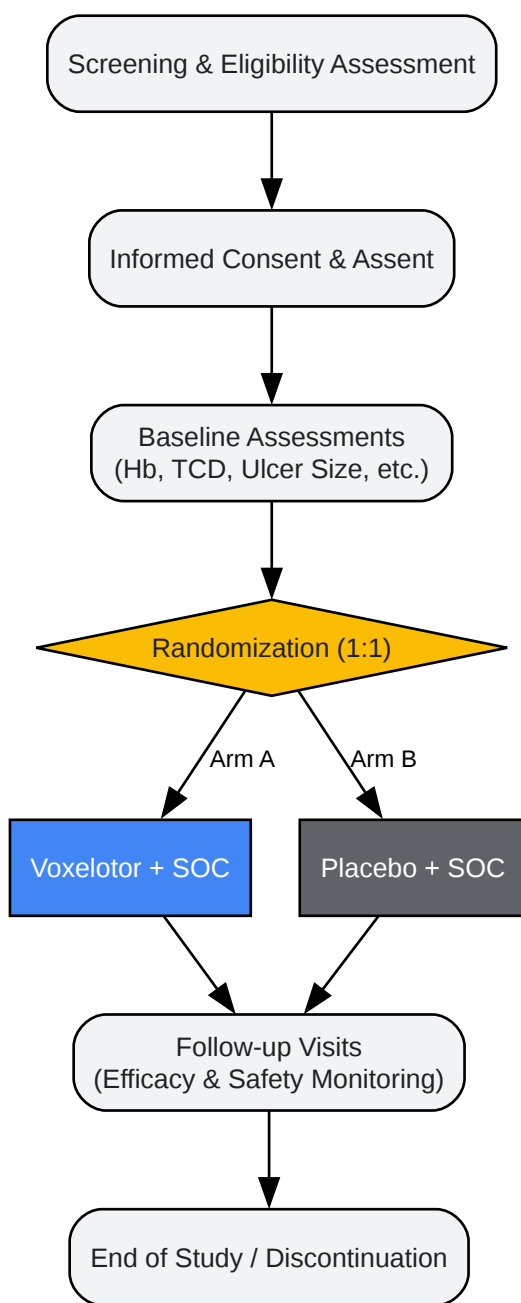 Screening & Eligibility Assessment
Informed Consent & Assent
Baseline Assessments
(Hb, TCD, Ulcer Size, etc.)
Randomization (1:1)
Arm A
Arm B
Voxelotor + SOC
Placebo + SOC
Follow-up Visits
(Efficacy & Safety Monitoring)
End of Study / Discontinuation